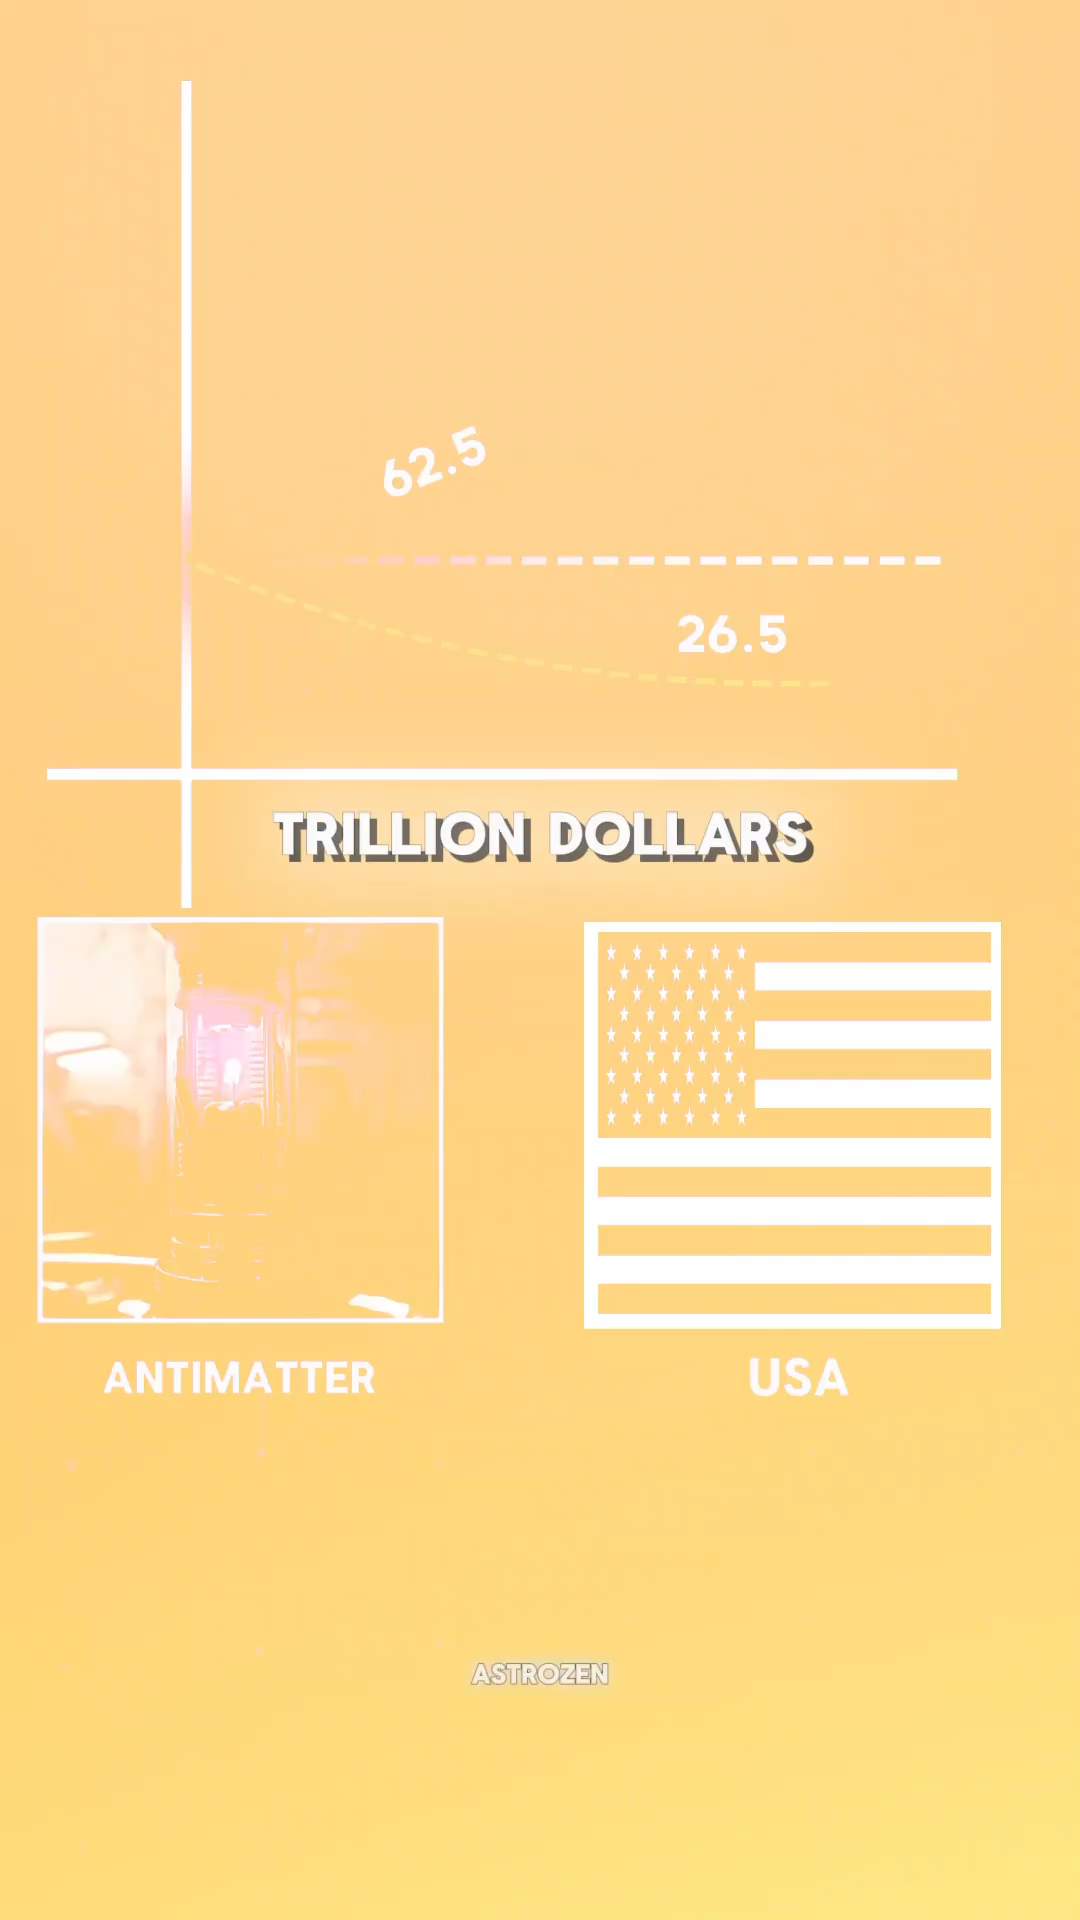 62.5
26.5
TRILLION DOLLARS
ANTIMATTER
USA
ASTROZEN